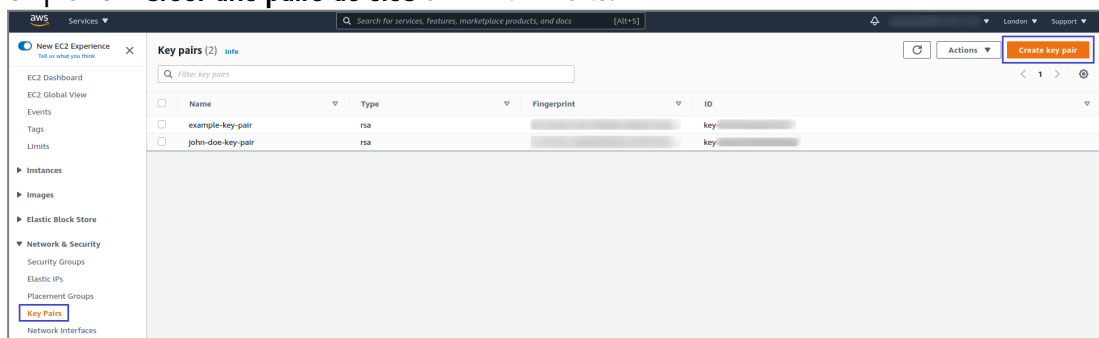 aws Services ▼ Search for services, features, marketplace products, and docs [Alt+S] ▼ London ▼ Support ▼
New EC2 Experience
Tell us what you think
EC2 Dashboard
EC2 Global View
Events
Tags
Limits
Instances
Images
Elastic Block Store
Network & Security
Security Groups
Elastic IPs
Placement Groups
Key Pairs
Network Interfaces
Key pairs (2) Info
Actions ▼ Create key pair
Filter key pairs
1
Name Type Fingerprint ID
example-key-pair rsa key-
john-doe-key-pair rsa key-